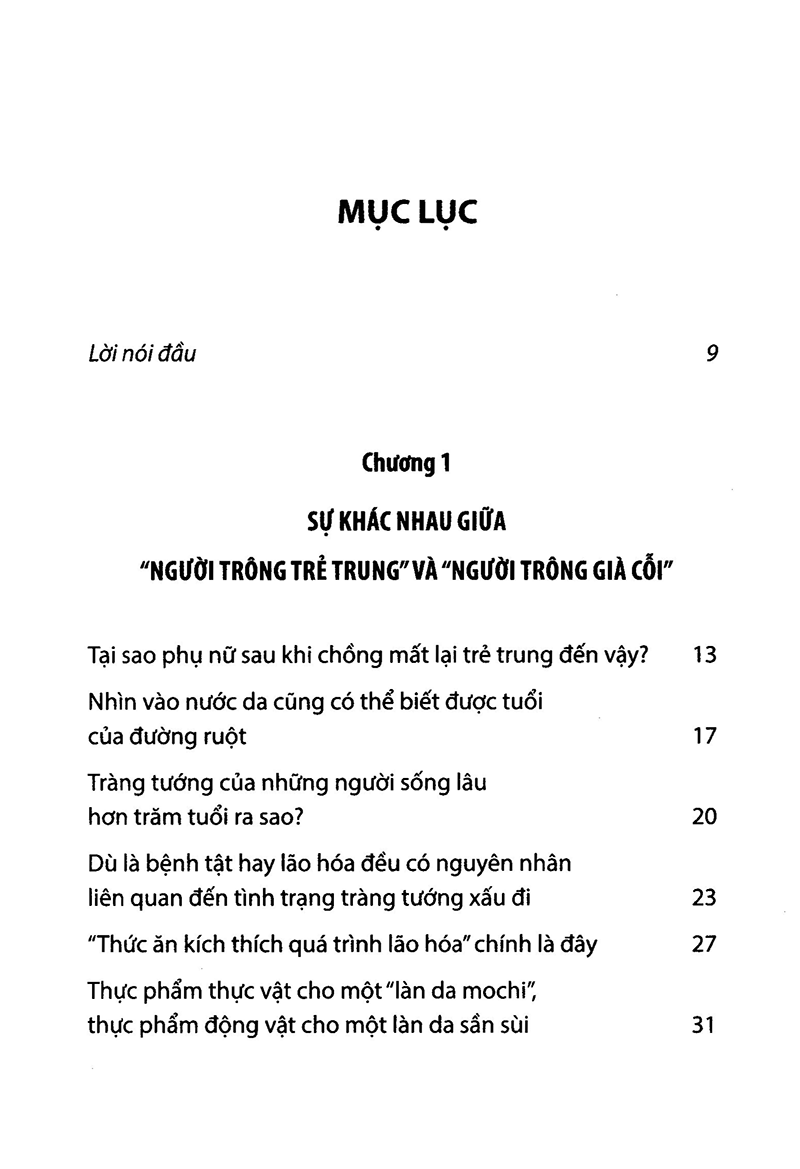 MỤC LỤC
Lời nói đầu 9
Chương 1
SỰ KHÁC NHAU GIỮA
“NGƯỜI TRÔNG TRẺ TRUNG” VÀ “NGƯỜI TRÔNG GIÀ CỖI”
Tại sao phụ nữ sau khi chồng mất lại trẻ trung đến vậy? 13
Nhìn vào nước da cũng có thể biết được tuổi
của đường ruột 17
Tràng tướng của những người sống lâu
hơn trăm tuổi ra sao? 20
Dù là bệnh tật hay lão hóa đều có nguyên nhân
liên quan đến tình trạng tràng tướng xấu đi 23
“Thức ăn kích thích quá trình lão hóa” chính là đây 27
Thực phẩm thực vật cho một “làn da mochi”,
thực phẩm động vật cho một làn da sần sùi 31